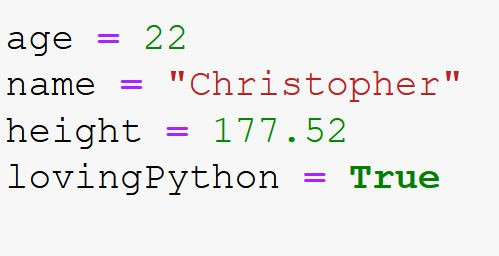 age = 22
name = "Christopher"
height = 177.52
lovingPython = True